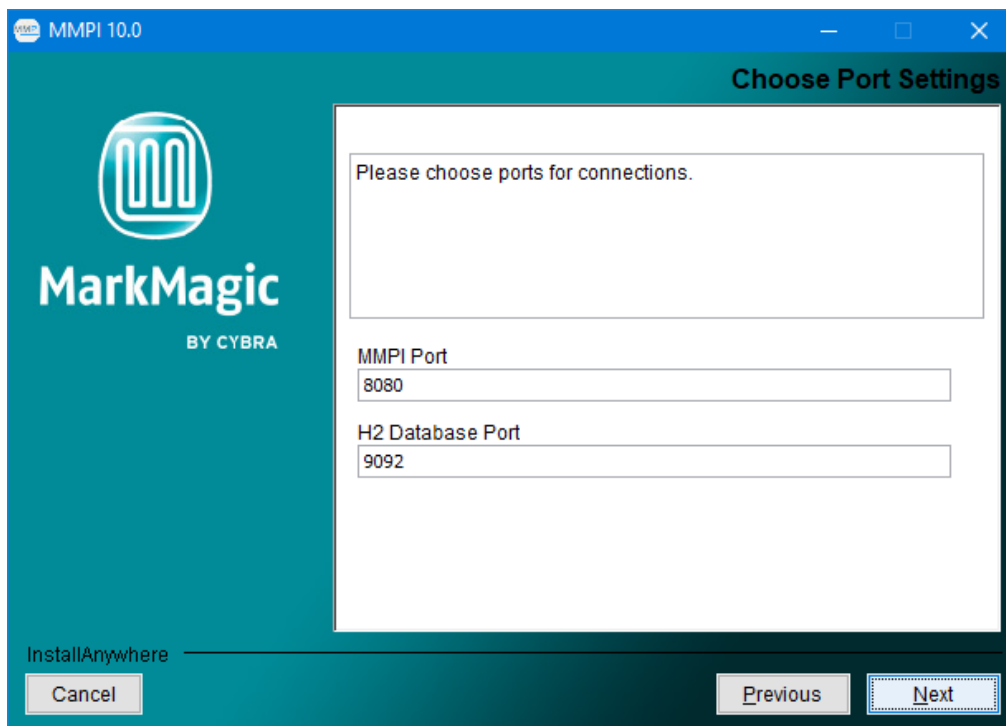 MMPI 10.0
Choose Port Settings
MarkMagic
BY CYBRA
Please choose ports for connections.
MMPI Port
8080
H2 Database Port
9092
InstallAnywhere
Cancel
Previous
Next